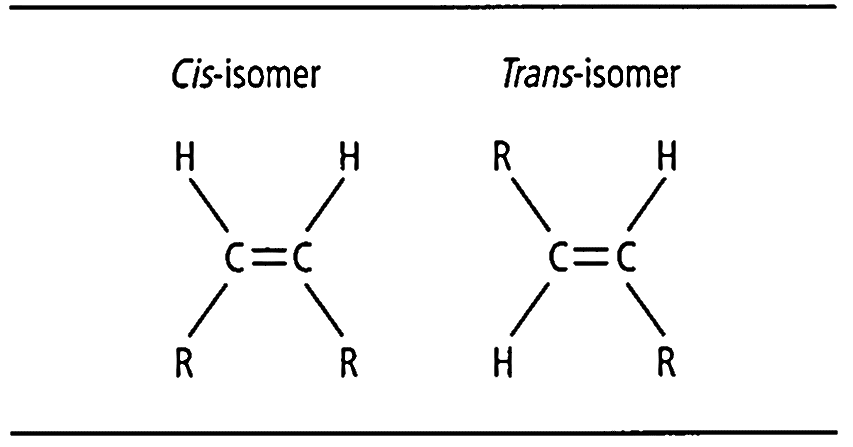 Cis-isomer Trans-isomer
H H R H
C=C C=C
R R H R